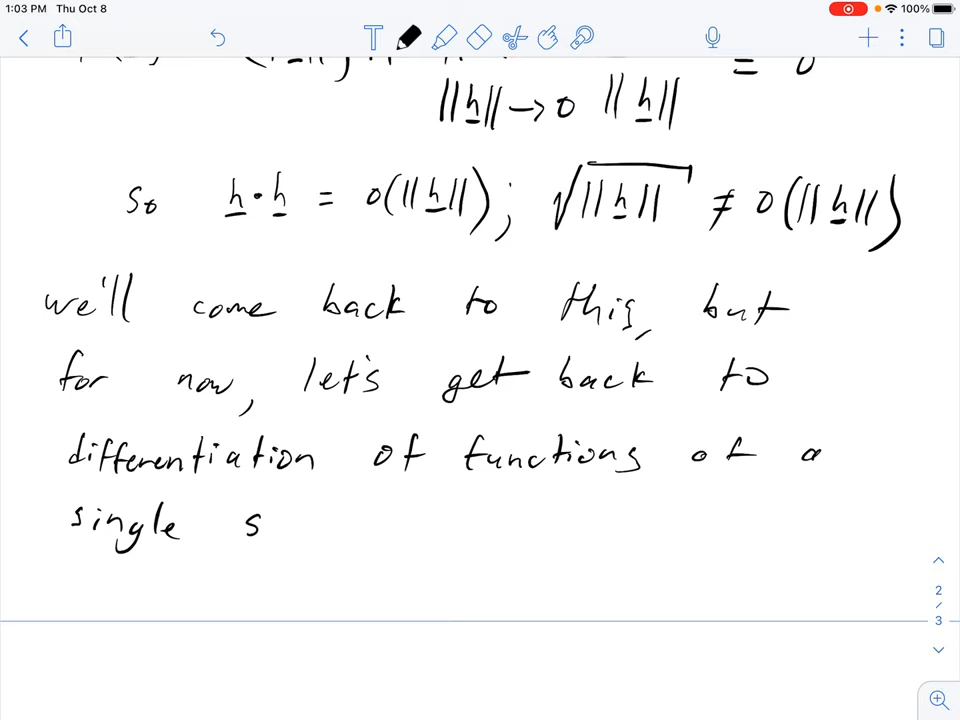 1:03 PM Thu Oct 8
100%
T
= 0
||h|| → 0 ||h||
so h · h = o(||h||); √||h|| ≠ o(||h||)
we'll come back to this, but
for now, let's get back to
differentiation of functions of a
single s
2
/
3